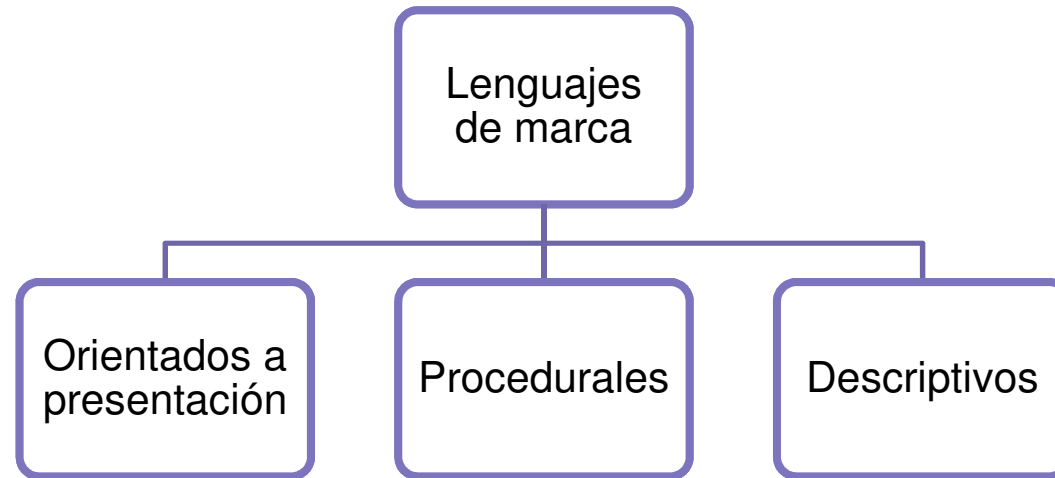 Lenguajes
de marca
Orientados a
presentación
Procedurales
Descriptivos